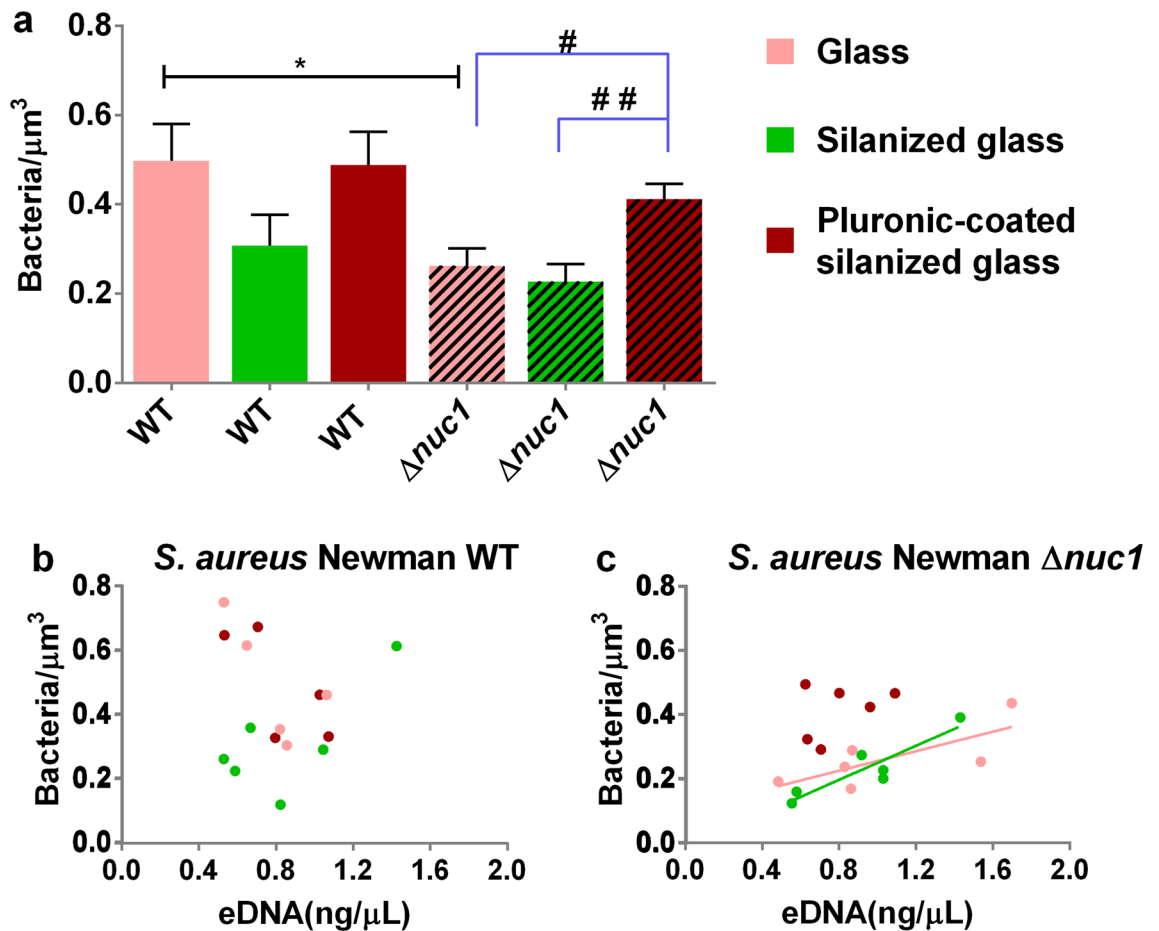 a
Bacteria/μm³
0.8
0.6
0.4
0.2
0.0
*
#
# #
WT
WT
WT
Δnuc1
Δnuc1
Δnuc1
Glass
Silanized glass
Pluronic-coated
silanized glass
b
S. aureus Newman WT
Bacteria/μm³
0.8
0.6
0.4
0.2
0.0
0.0 0.4 0.8 1.2 1.6 2.0
eDNA(ng/μL)
c
S. aureus Newman Δnuc1
Bacteria/μm³
0.8
0.6
0.4
0.2
0.0
0.0 0.4 0.8 1.2 1.6 2.0
eDNA(ng/μL)